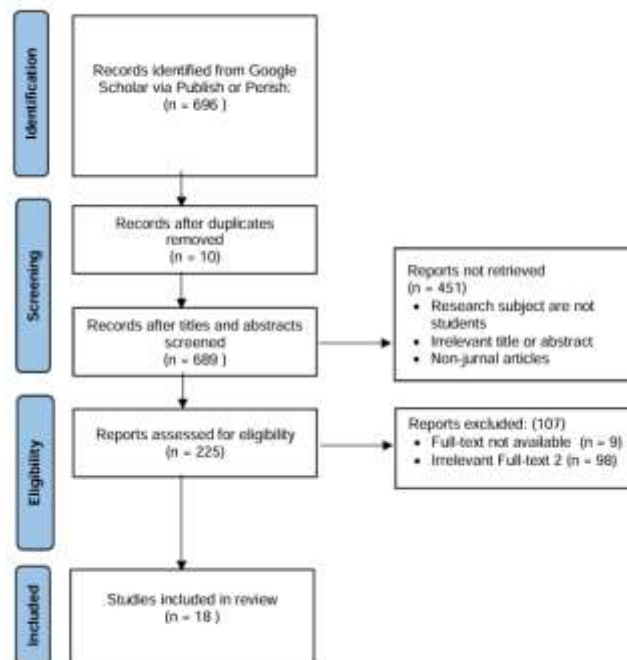 Identification
Records identified from Google
Scholar via Publish or Perish:
(n = 696 )
Screening
Records after duplicates
removed
(n = 10)
Records after titles and abstracts
screened
(n = 689 )
Reports not retrieved
(n = 451)
• Research subject are not
students
• Irrelevant title or abstract
• Non-jurnal articles
Eligibility
Reports assessed for eligibility
(n = 225)
Reports excluded: (107)
• Full-text not available (n = 9)
• Irrelevant Full-text 2 (n = 98)
Included
Studies included in review
(n = 18 )